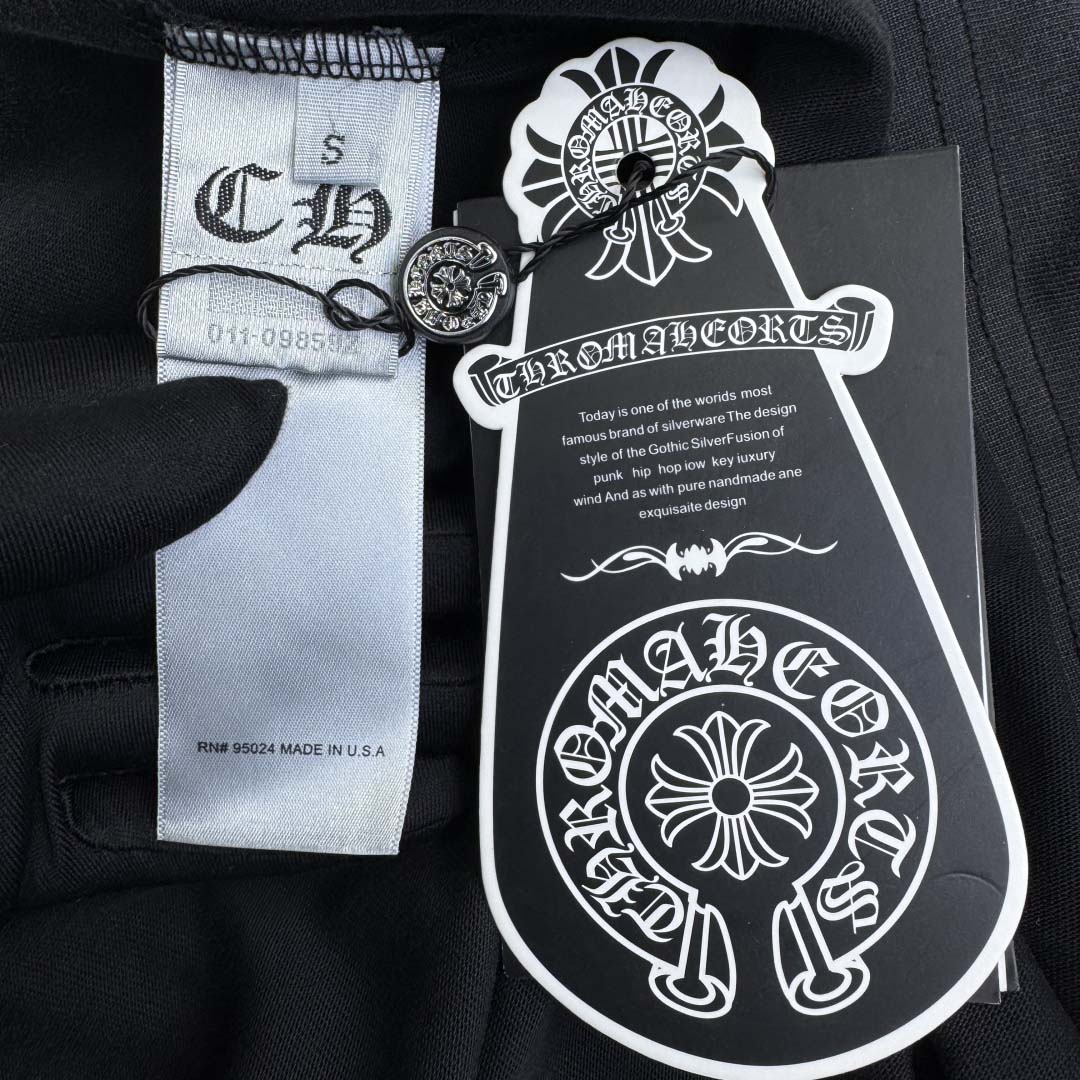 S
CH
011-098592
RN# 95024 MADE IN U.S.A
THROMAHEORTS
THROMAHEORTS
Today is one of the worids most
famous brand of silverware The design
style of the Gothic SilverFusion of
punk hip hop iow key iuxury
wind And as with pure nandmade ane
exquisaite design
THROMAHEORTS